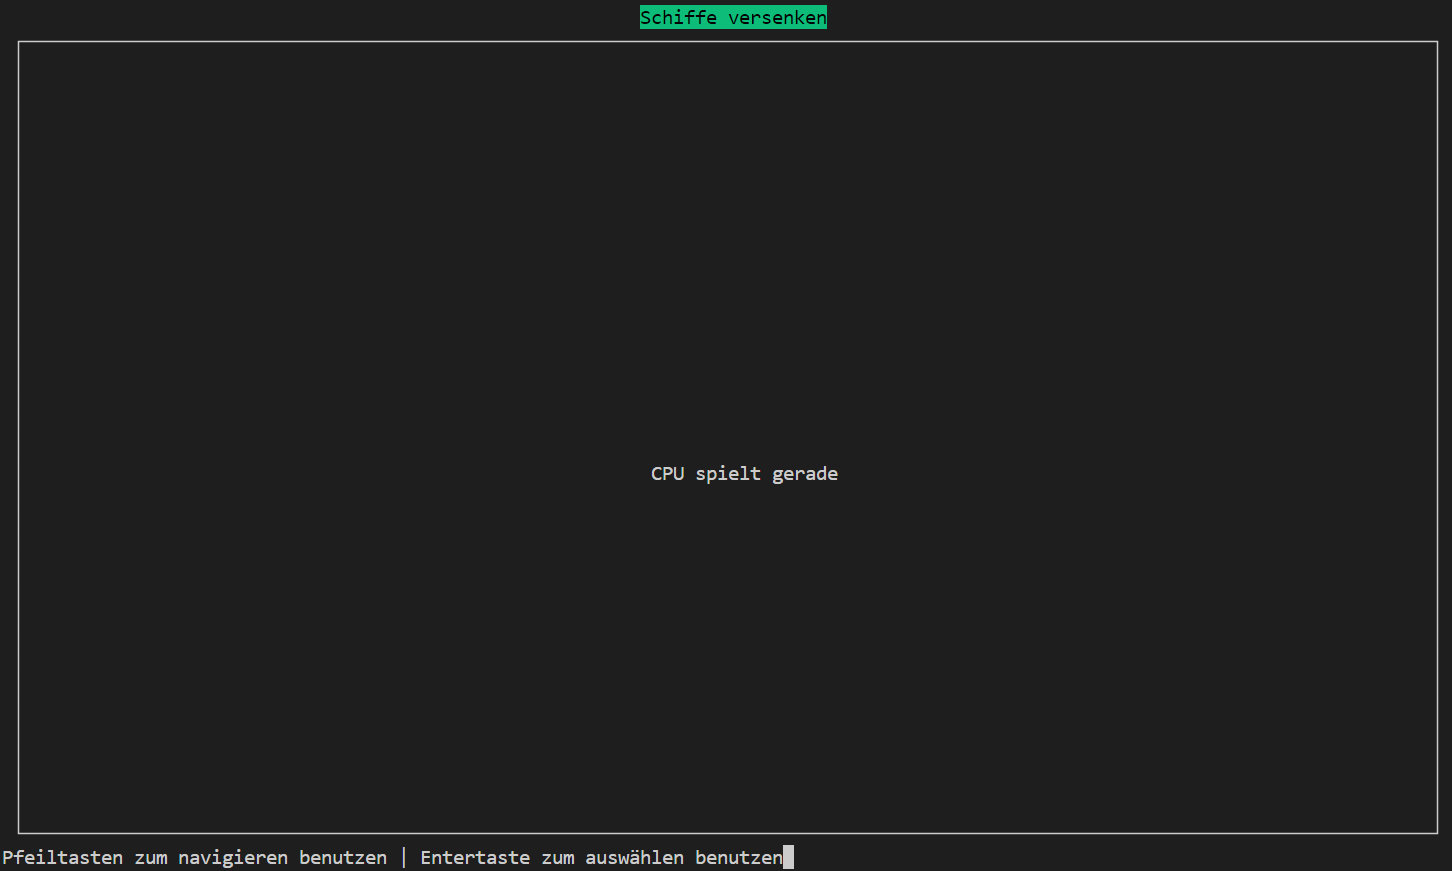 Schiffe versenken
CPU spielt gerade
Pfeiltasten zum navigieren benutzen | Entertaste zum auswählen benutzen